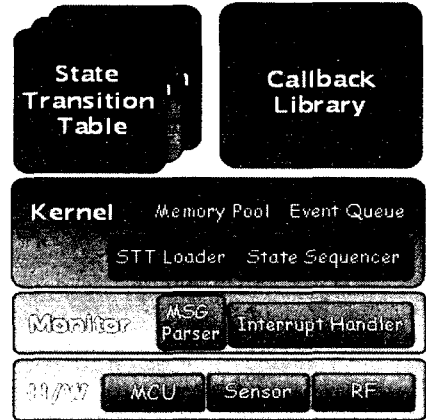 State
Transition
Table
Callback
Library
Kernel Memory Pool Event Queue
STT Loader State Sequencer
Monitor MSG Parser Interrupt Handler
H/W MCU Sensor RF